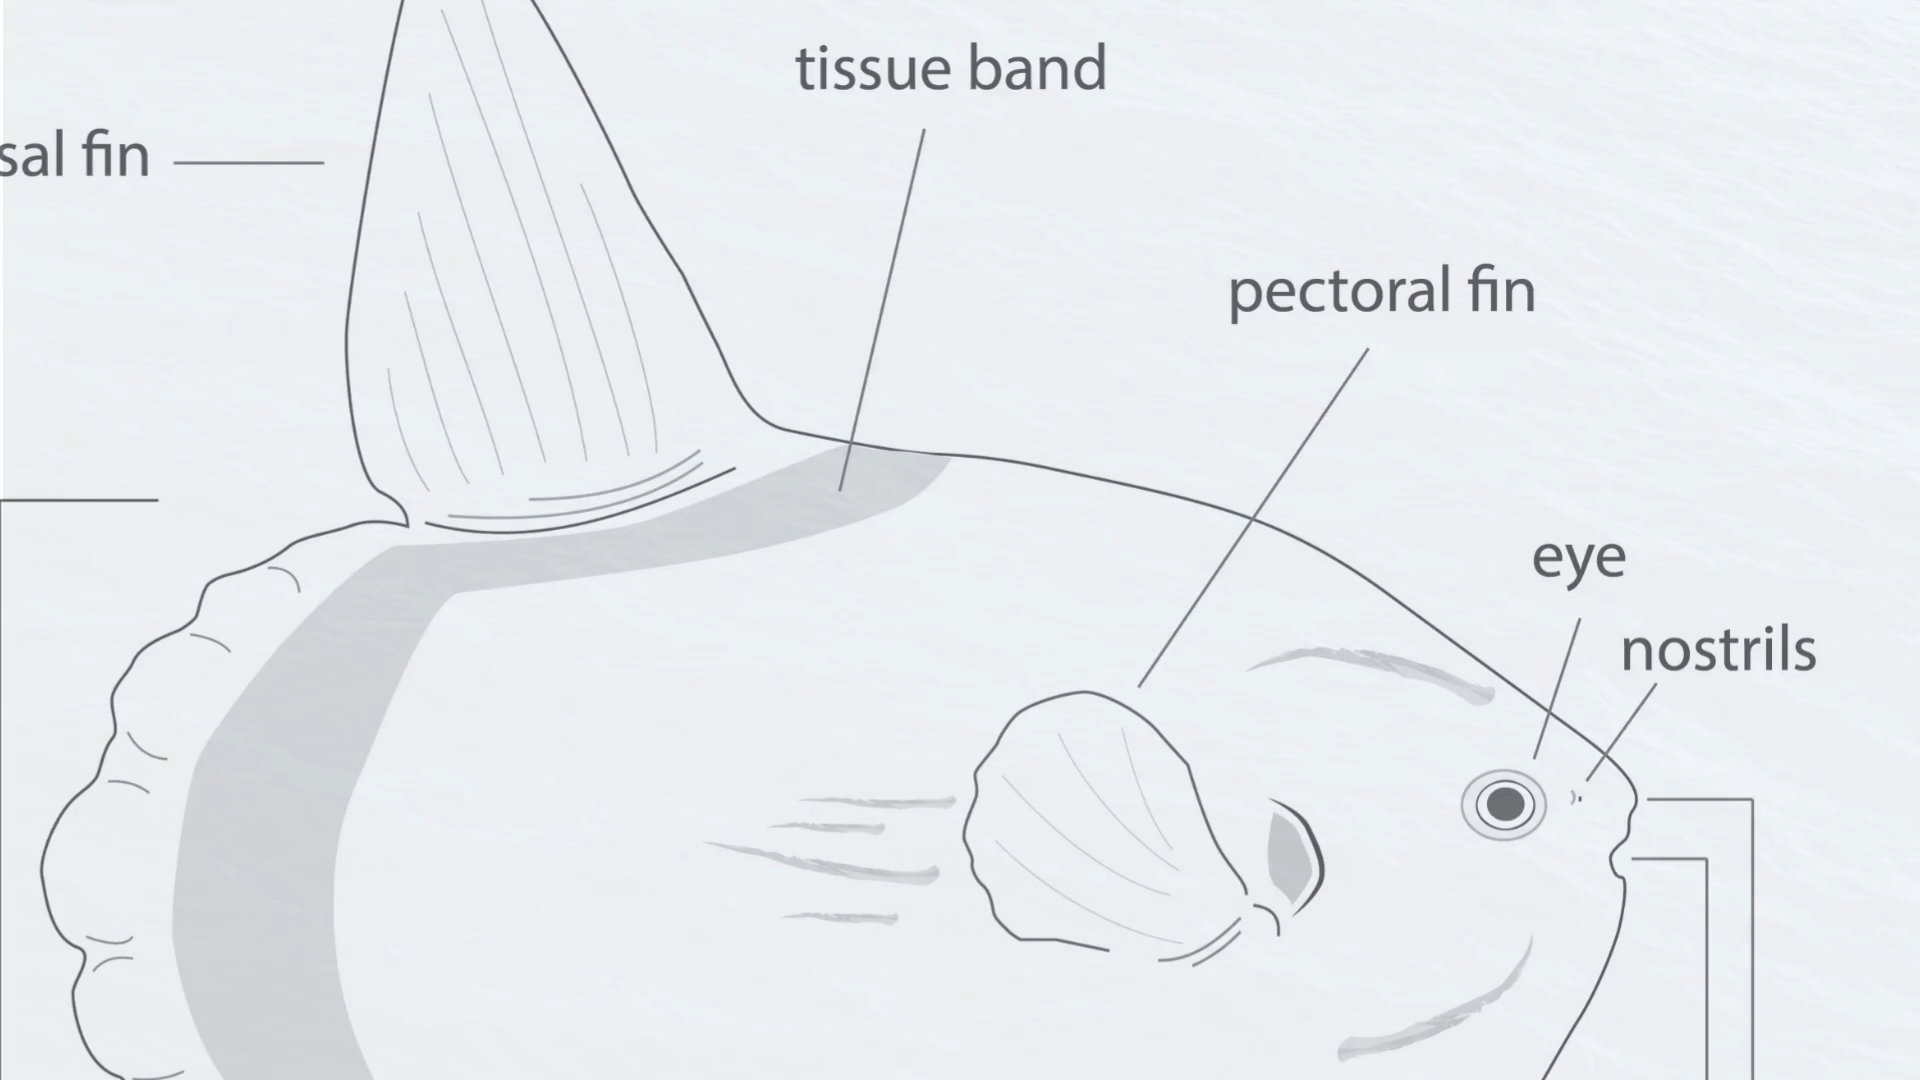 tissue band
sal fin
pectoral fin
eye
nostrils